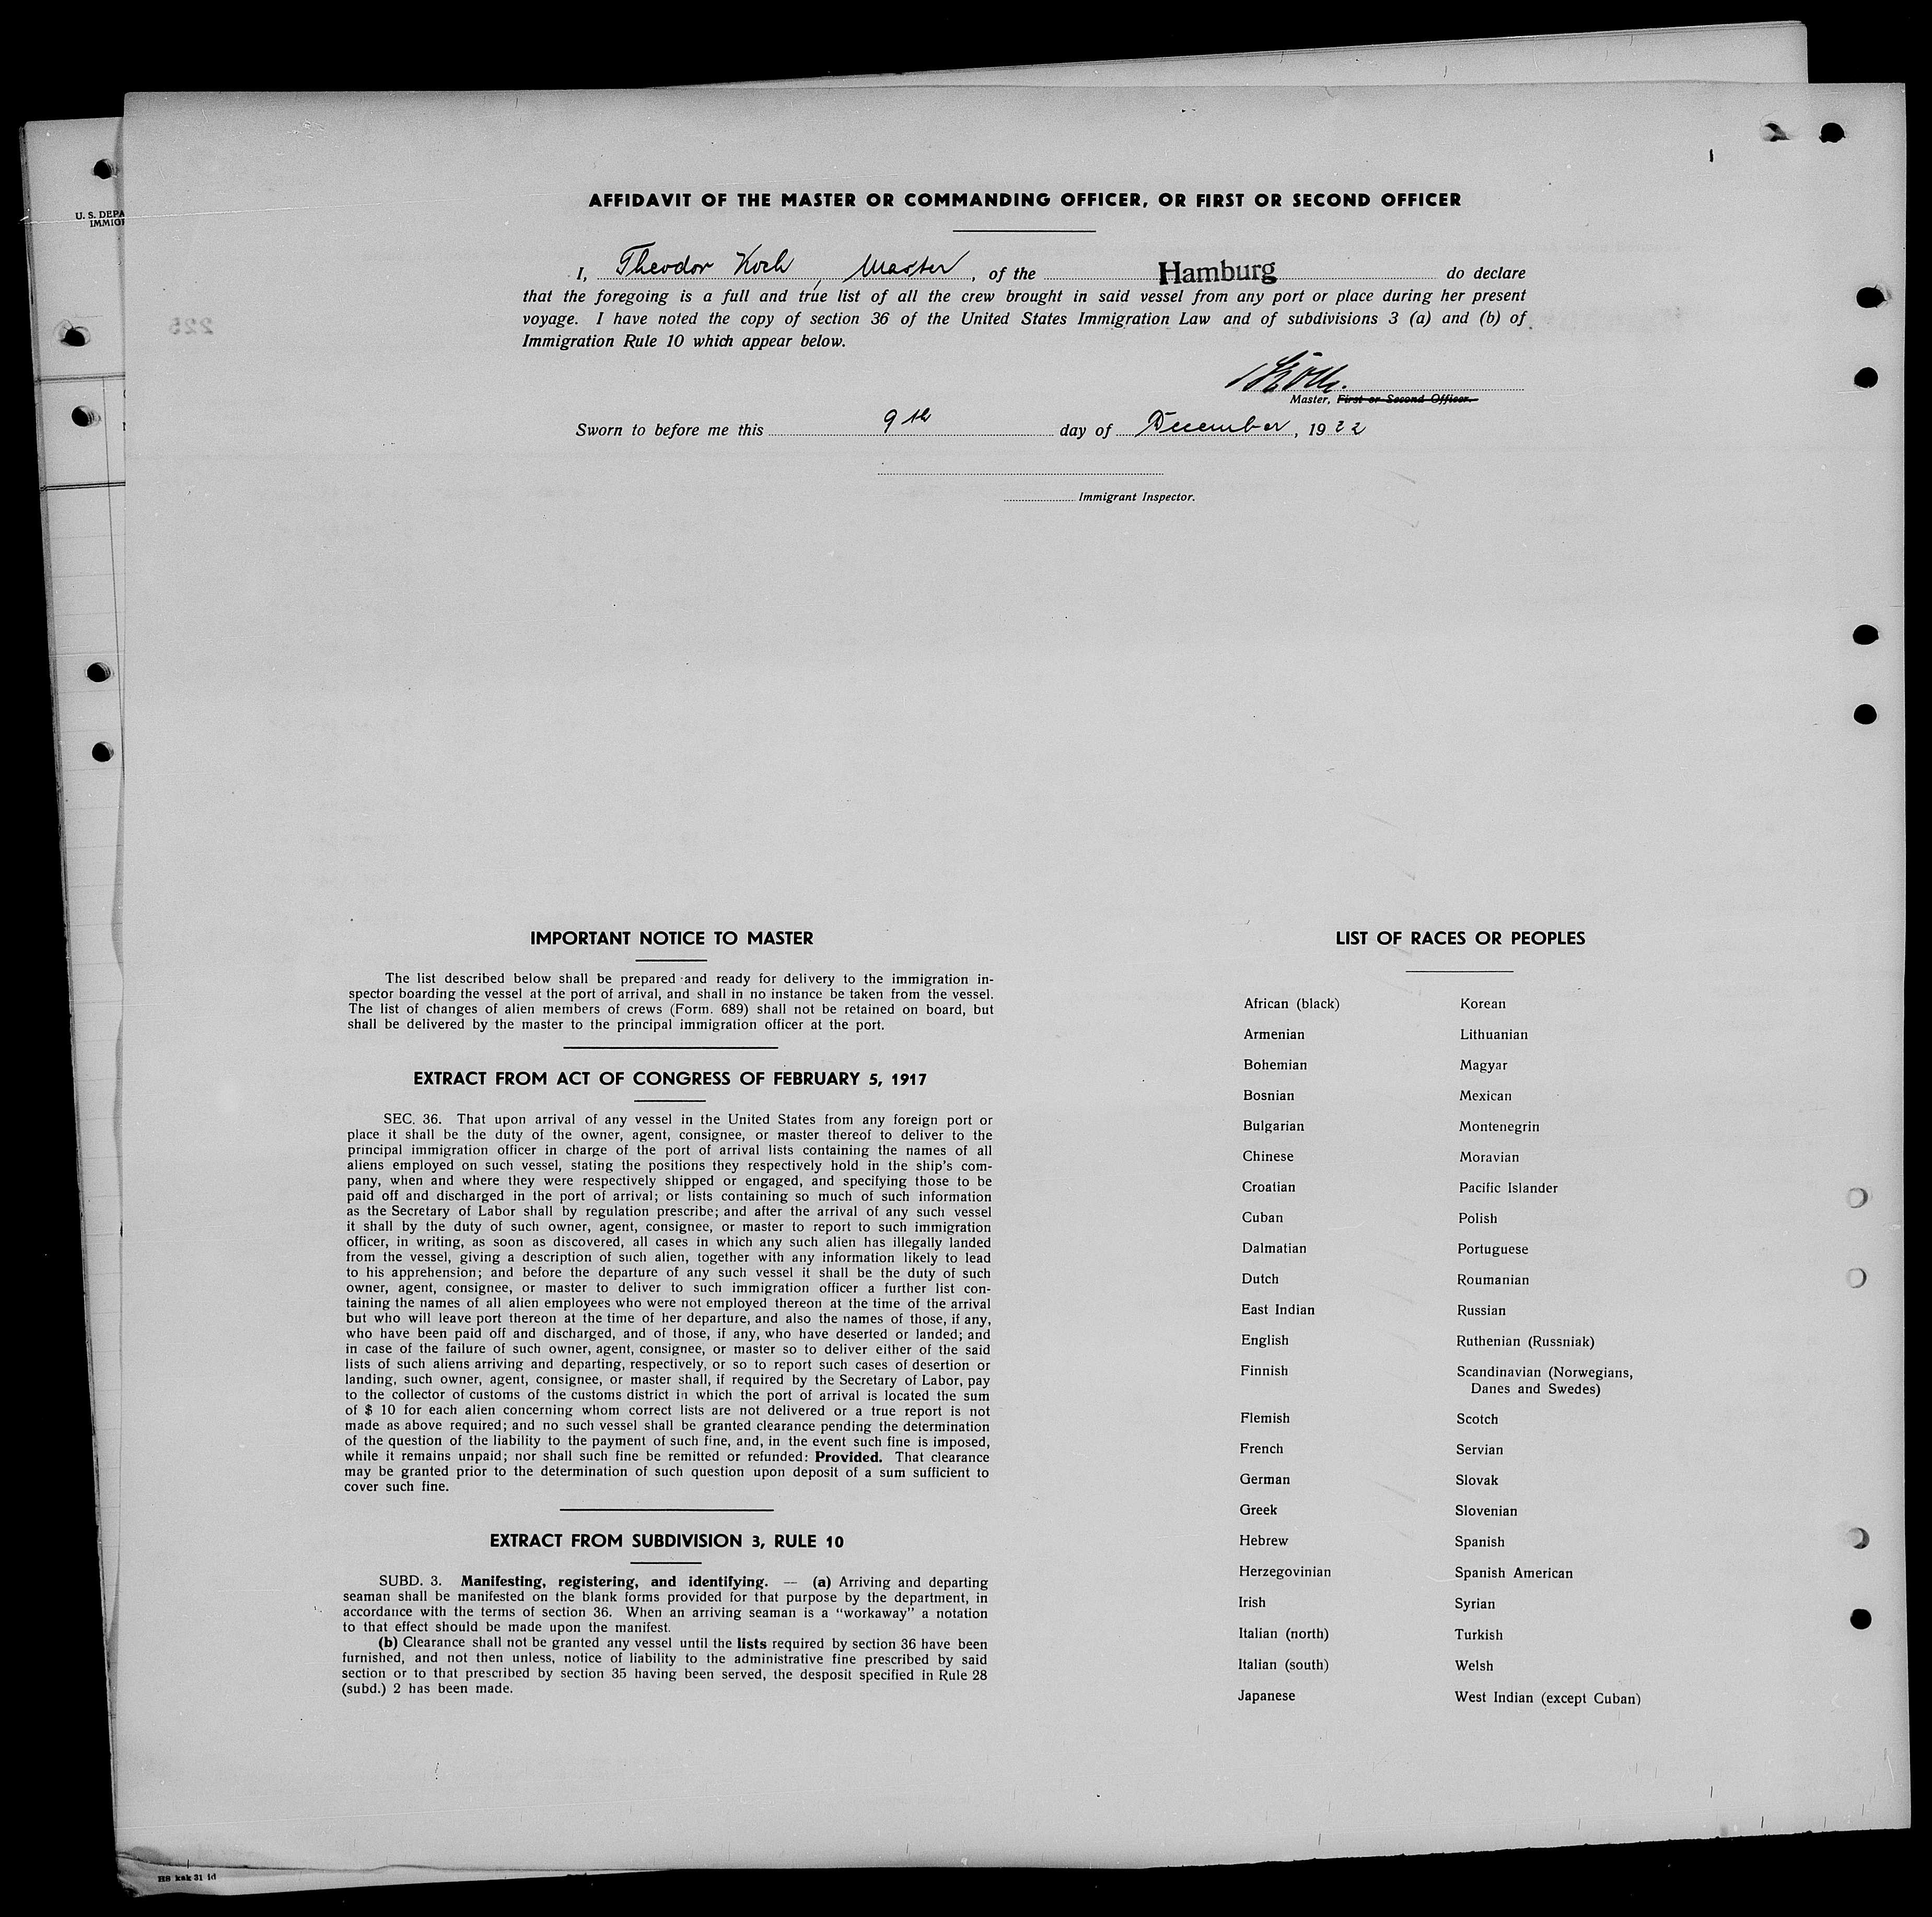 AFFIDAVIT OF THE MASTER OR COMMANDING OFFICER, OR FIRST OR SECOND OFFICER
U. S. DEPA
IMMIG
I, Theodor Koch, Master, of the Hamburg do declare
that the foregoing is a full and true list of all the crew brought in said vessel from any port or place during her present
voyage. I have noted the copy of section 36 of the United States Immigration Law and of subdivisions 3 (a) and (b) of
Immigration Rule 10 which appear below.
Master, First or Second Officer.
Sworn to before me this 9th day of December, 1932
Immigrant Inspector.
IMPORTANT NOTICE TO MASTER
The list described below shall be prepared and ready for delivery to the immigration in-
spector boarding the vessel at the port of arrival, and shall in no instance be taken from the vessel.
The list of changes of alien members of crews (Form. 689) shall not be retained on board, but
shall be delivered by the master to the principal immigration officer at the port.
EXTRACT FROM ACT OF CONGRESS OF FEBRUARY 5, 1917
SEC. 36. That upon arrival of any vessel in the United States from any foreign port or
place it shall be the duty of the owner, agent, consignee, or master thereof to deliver to the
principal immigration officer in charge of the port of arrival lists containing the names of all
aliens employed on such vessel, stating the positions they respectively hold in the ship's com-
pany, when and where they were respectively shipped or engaged, and specifying those to be
paid off and discharged in the port of arrival; or lists containing so much of such information
as the Secretary of Labor shall by regulation prescribe; and after the arrival of any such vessel
it shall by the duty of such owner, agent, consignee, or master to report to such immigration
officer, in writing, as soon as discovered, all cases in which any such alien has illegally landed
from the vessel, giving a description of such alien, together with any information likely to lead
to his apprehension; and before the departure of any such vessel it shall be the duty of such
owner, agent, consignee, or master to deliver to such immigration officer a further list con-
taining the names of all alien employees who were not employed thereon at the time of the arrival
but who will leave port thereon at the time of her departure, and also the names of those, if any,
who have been paid off and discharged, and of those, if any, who have deserted or landed; and
in case of the failure of such owner, agent, consignee, or master so to deliver either of the said
lists of such aliens arriving and departing, respectively, or so to report such cases of desertion or
landing, such owner, agent, consignee, or master shall, if required by the Secretary of Labor, pay
to the collector of customs of the customs district in which the port of arrival is located the sum
of $ 10 for each alien concerning whom correct lists are not delivered or a true report is not
made as above required; and no such vessel shall be granted clearance pending the determination
of the question of the liability to the payment of such fine, and, in the event such fine is imposed,
while it remains unpaid; nor shall such fine be remitted or refunded: Provided. That clearance
may be granted prior to the determination of such question upon deposit of a sum sufficient to
cover such fine.
EXTRACT FROM SUBDIVISION 3, RULE 10
SUBD. 3. Manifesting, registering, and identifying. — (a) Arriving and departing
seaman shall be manifested on the blank forms provided for that purpose by the department, in
accordance with the terms of section 36. When an arriving seaman is a “workaway” a notation
to that effect should be made upon the manifest.
(b) Clearance shall not be granted any vessel until the lists required by section 36 have been
furnished, and not then unless, notice of liability to the administrative fine prescribed by said
section or to that prescribed by section 35 having been served, the desposit specified in Rule 28
(subd.) 2 has been made.
LIST OF RACES OR PEOPLES
African (black)
Armenian
Bohemian
Bosnian
Bulgarian
Chinese
Croatian
Cuban
Dalmatian
Dutch
East Indian
English
Finnish
Flemish
French
German
Greek
Hebrew
Herzegovinian
Irish
Italian (north)
Italian (south)
Japanese
Korean
Lithuanian
Magyar
Mexican
Montenegrin
Moravian
Pacific Islander
Polish
Portuguese
Roumanian
Russian
Ruthenian (Russniak)
Scandinavian (Norwegians,
Danes and Swedes)
Scotch
Servian
Slovak
Slovenian
Spanish
Spanish American
Syrian
Turkish
Welsh
West Indian (except Cuban)